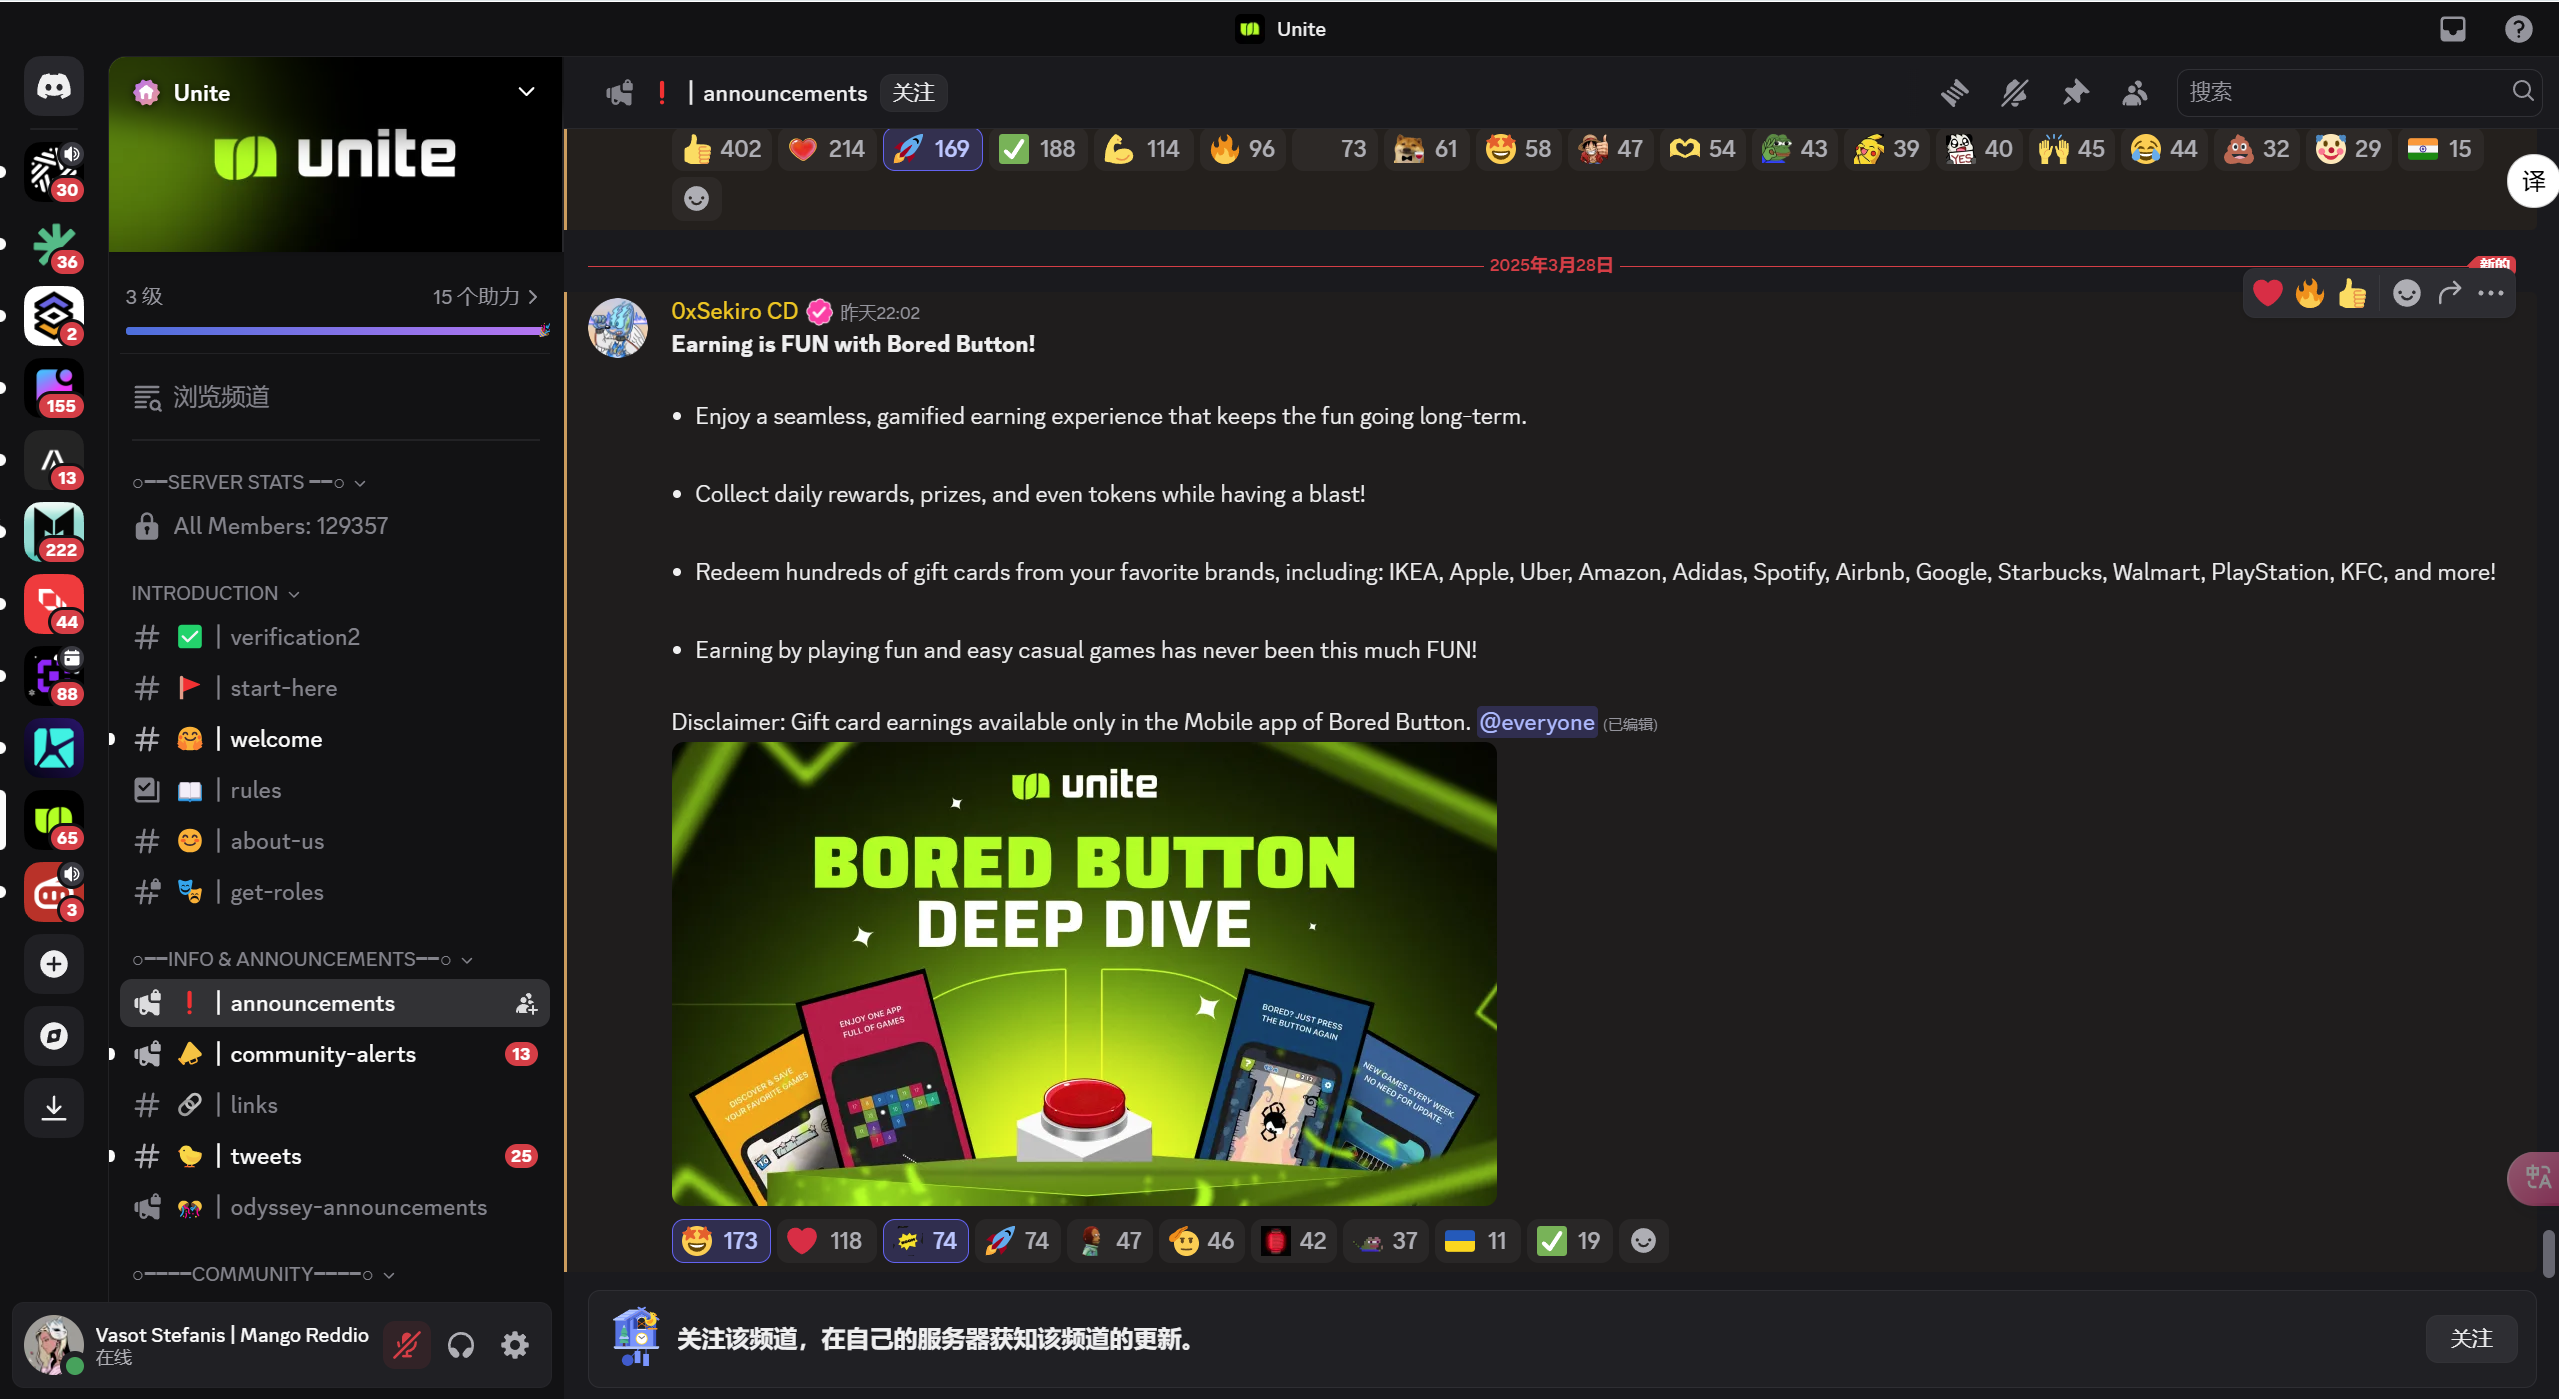 Unite
Unite
unite
3 级
15 个助力
浏览频道
SERVER STATS
All Members: 129357
INTRODUCTION
verification2
start-here
welcome
rules
about-us
get-roles
INFO & ANNOUNCEMENTS
announcements
community-alerts
13
links
tweets
25
odyssey-announcements
COMMUNITY
Vasot Stefanis | Mango Reddio
在线
30
36
2
155
13
222
44
88
65
3
announcements
关注
搜索
402 214 169 188 114 96 73 61 58 47 54 43 39 YES 40 45 44 32 29 15
译
2025年3月28日
新的
0xSekiro CD 昨天22:02
Earning is FUN with Bored Button!
• Enjoy a seamless, gamified earning experience that keeps the fun going long-term.
• Collect daily rewards, prizes, and even tokens while having a blast!
• Redeem hundreds of gift cards from your favorite brands, including: IKEA, Apple, Uber, Amazon, Adidas, Spotify, Airbnb, Google, Starbucks, Walmart, PlayStation, KFC, and more!
• Earning by playing fun and easy casual games has never been this much FUN!
Disclaimer: Gift card earnings available only in the Mobile app of Bored Button. @everyone (已编辑)
unite
BORED BUTTON
DEEP DIVE
DISCOVER & SAVE
YOUR FAVORITE GAMES
ENJOY ONE APP
FULL OF GAMES
BORED? JUST PRESS
THE BUTTON AGAIN
NEW GAMES EVERY WEEK.
NO NEED FOR UPDATE.
173 118 74 74 47 46 42 37 11 19
中A
关注该频道，在自己的服务器获知该频道的更新。
关注